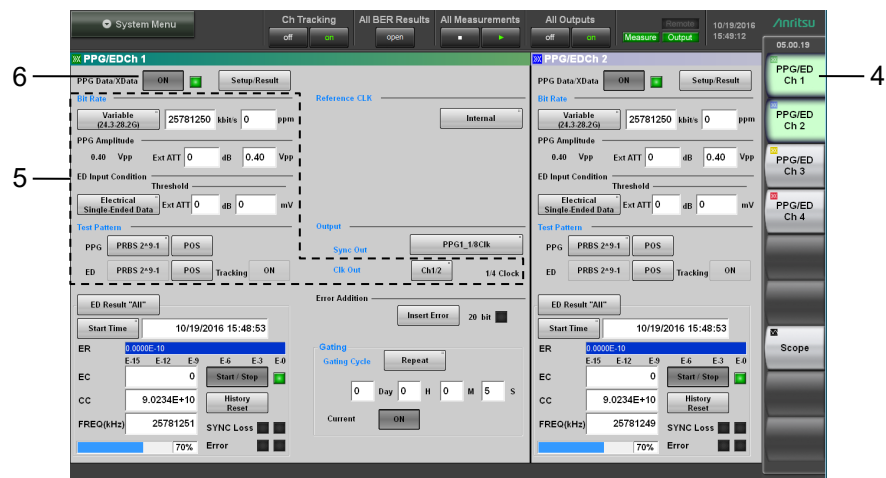 System Menu
Ch Tracking
off on
All BER Results
open
All Measurements
All Outputs
off on
Remote
Measure Output
10/19/2016
15:49:12
Anritsu
05.00.19
PPG/EDCh 1
6
PPG Data/XData ON Setup/Result
Bit Rate
Variable
(24.3-28.2G)
25781250 kbit/s 0 ppm
PPG Amplitude
0.40 Vpp Ext ATT 0 dB 0.40 Vpp
5
ED Input Condition
Threshold
Electrical
Single-Ended Data
Ext ATT 0 dB 0 mV
Test Pattern
PPG PRBS 2^9-1 POS
ED PRBS 2^9-1 POS Tracking ON
Reference CLK
Internal
Output
Sync Out PPG1_1/8Clk
Clk Out Ch1/2 1/4 Clock
ED Result "All"
Start Time 10/19/2016 15:48:53
ER 0.0000E-10
E-15 E-12 E-9 E-6 E-3 E-0
EC 0 Start / Stop
CC 9.0234E+10 History
Reset
FREQ(kHz) 25781251 SYNC Loss
70% Error
Error Addition
Insert Error 20 bit
Gating
Gating Cycle Repeat
0 Day 0 H 0 M 5 S
Current ON
PPG/EDCh 2
PPG Data/XData ON Setup/Result
Bit Rate
Variable
(24.3-28.2G)
25781250 kbit/s 0 ppm
PPG Amplitude
0.40 Vpp Ext ATT 0 dB 0.40 Vpp
ED Input Condition
Threshold
Electrical
Single-Ended Data
Ext ATT 0 dB 0 mV
Test Pattern
PPG PRBS 2^9-1 POS
ED PRBS 2^9-1 POS Tracking ON
ED Result "All"
Start Time 10/19/2016 15:48:53
ER 0.0000E-10
E-15 E-12 E-9 E-6 E-3 E-0
EC 0 Start / Stop
CC 9.0234E+10 History
Reset
FREQ(kHz) 25781249 SYNC Loss
70% Error
PPG/ED
Ch 1
4
PPG/ED
Ch 2
PPG/ED
Ch 3
PPG/ED
Ch 4
Scope